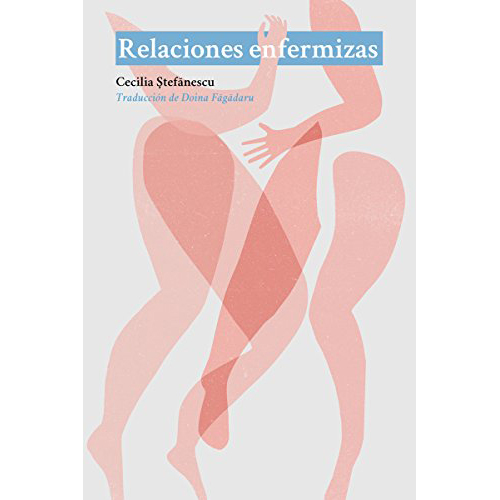 Relaciones enfermizas
Cecilia Ştefănescu
Traducción de Doina Făgădaru